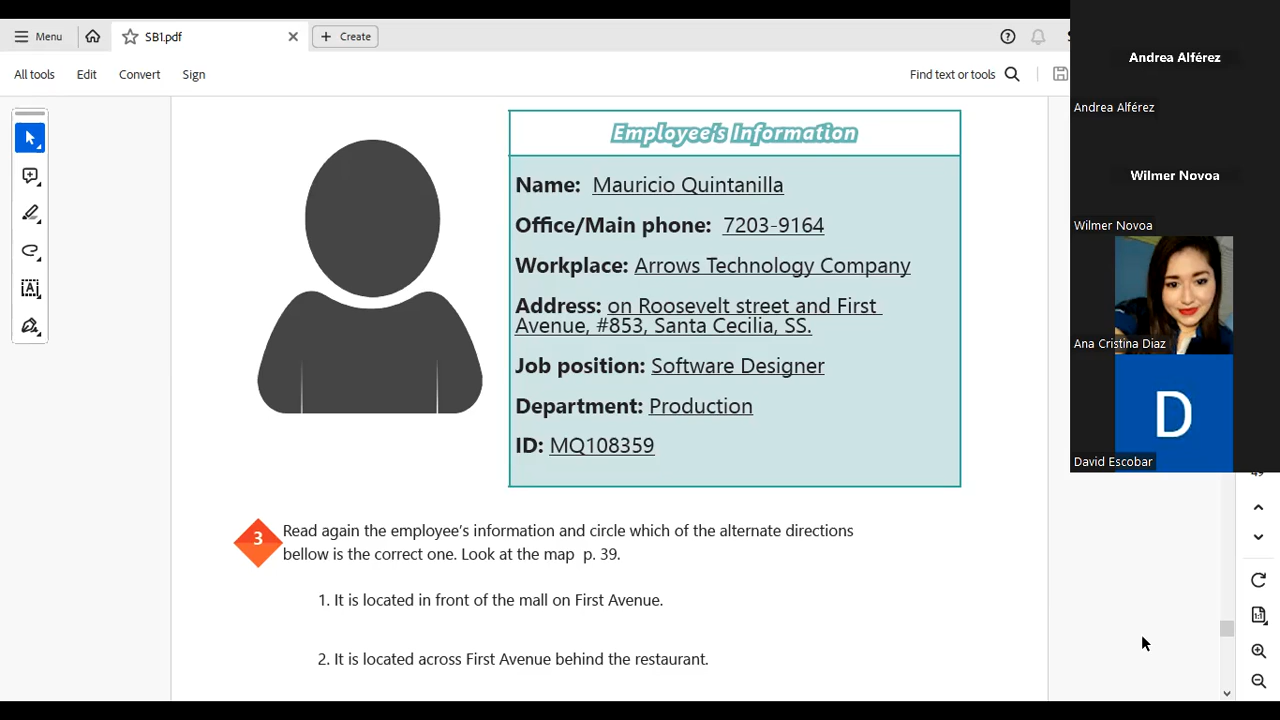 Menu
SB1.pdf
Create
All tools
Edit
Convert
Sign
Find text or tools
Employee's Information
Name: Mauricio Quintanilla
Office/Main phone: 7203-9164
Workplace: Arrows Technology Company
Address: on Roosevelt street and First
Avenue, #853, Santa Cecilia, SS.
Job position: Software Designer
Department: Production
ID: MQ108359
3
Read again the employee's information and circle which of the alternate directions
bellow is the correct one. Look at the map p. 39.
1. It is located in front of the mall on First Avenue.
2. It is located across First Avenue behind the restaurant.
Andrea Alférez
Andrea Alférez
Wilmer Novoa
Wilmer Novoa
Ana Cristina Diaz
D
David Escobar
1:1